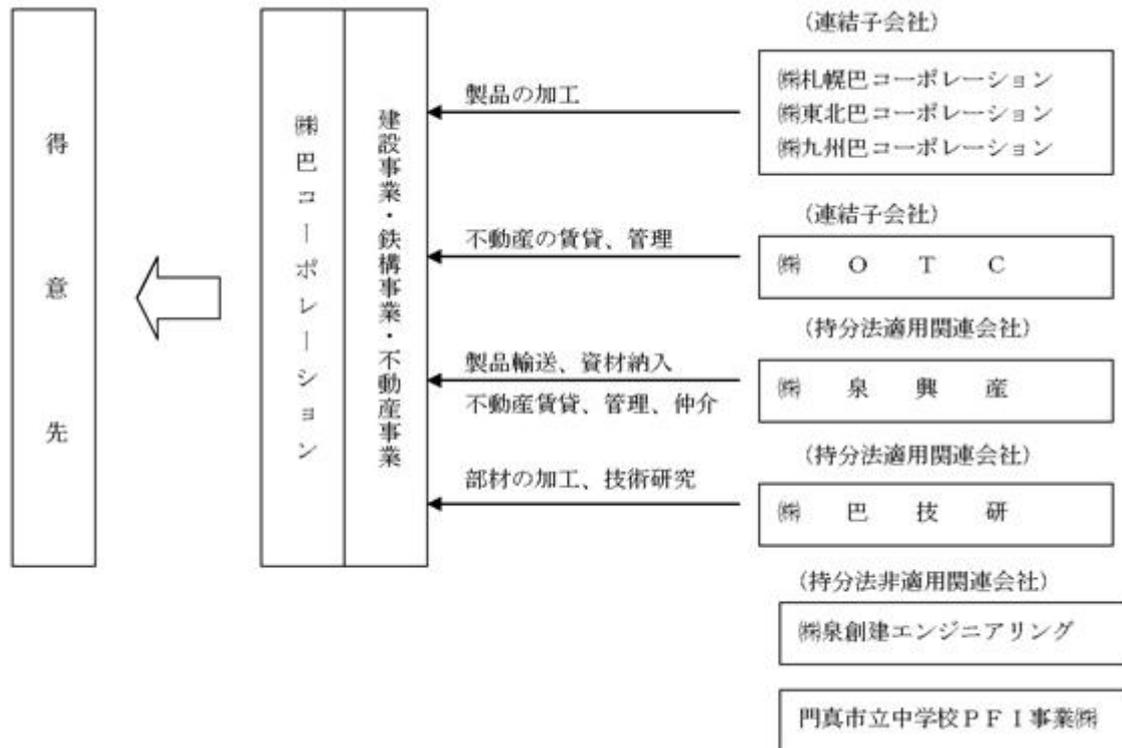 得意先
㈱巴コーポレーション
建設事業・鉄構事業・不動産事業
(連結子会社)
製品の加工
㈱札幌巴コーポレーション
㈱東北巴コーポレーション
㈱九州巴コーポレーション
(連結子会社)
不動産の賃貸、管理
㈱ O T C
(持分法適用関連会社)
製品輸送、資材納入
不動産賃貸、管理、仲介
㈱ 泉 興 産
(持分法適用関連会社)
部材の加工、技術研究
㈱ 巴 技 研
(持分法非適用関連会社)
㈱泉創建エンジニアリング
門真市立中学校PFI事業㈱